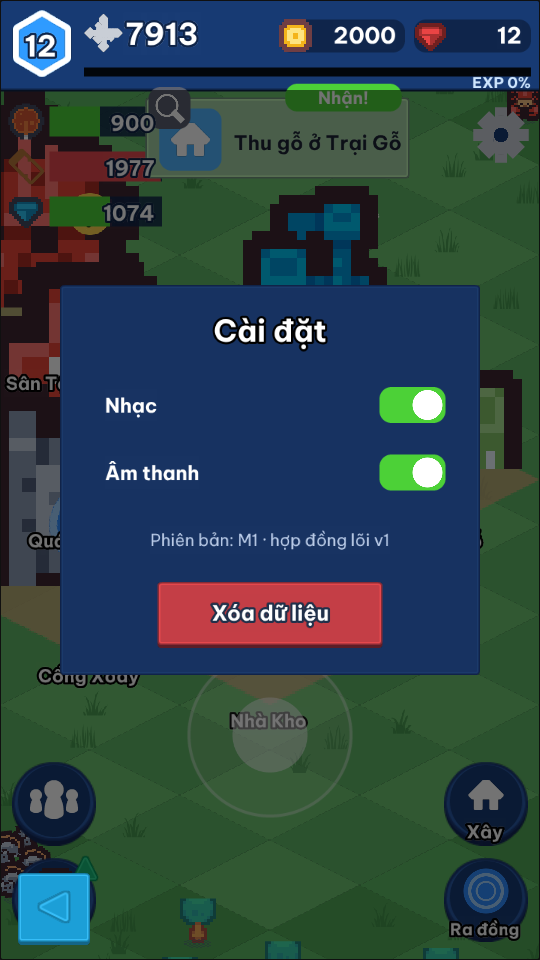 12
7913
2000
12
EXP 0%
Nhận!
900
Thu gỗ ở Trại Gỗ
1977
1074
Cài đặt
Sân
Nhạc
Âm thanh
Phiên bản: M1 · hợp đồng lõi v1
Xóa dữ liệu
Cổng Xoáy
Nhà Kho
Xây
Ra đồng